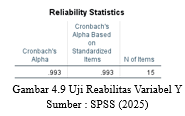 Reliability Statistics
Cronbach's Alpha
Cronbach's Alpha Based on Standardized Items
N of Items
.993
.993
15
Gambar 4.9 Uji Reabilitas Variabel Y
Sumber : SPSS (2025)